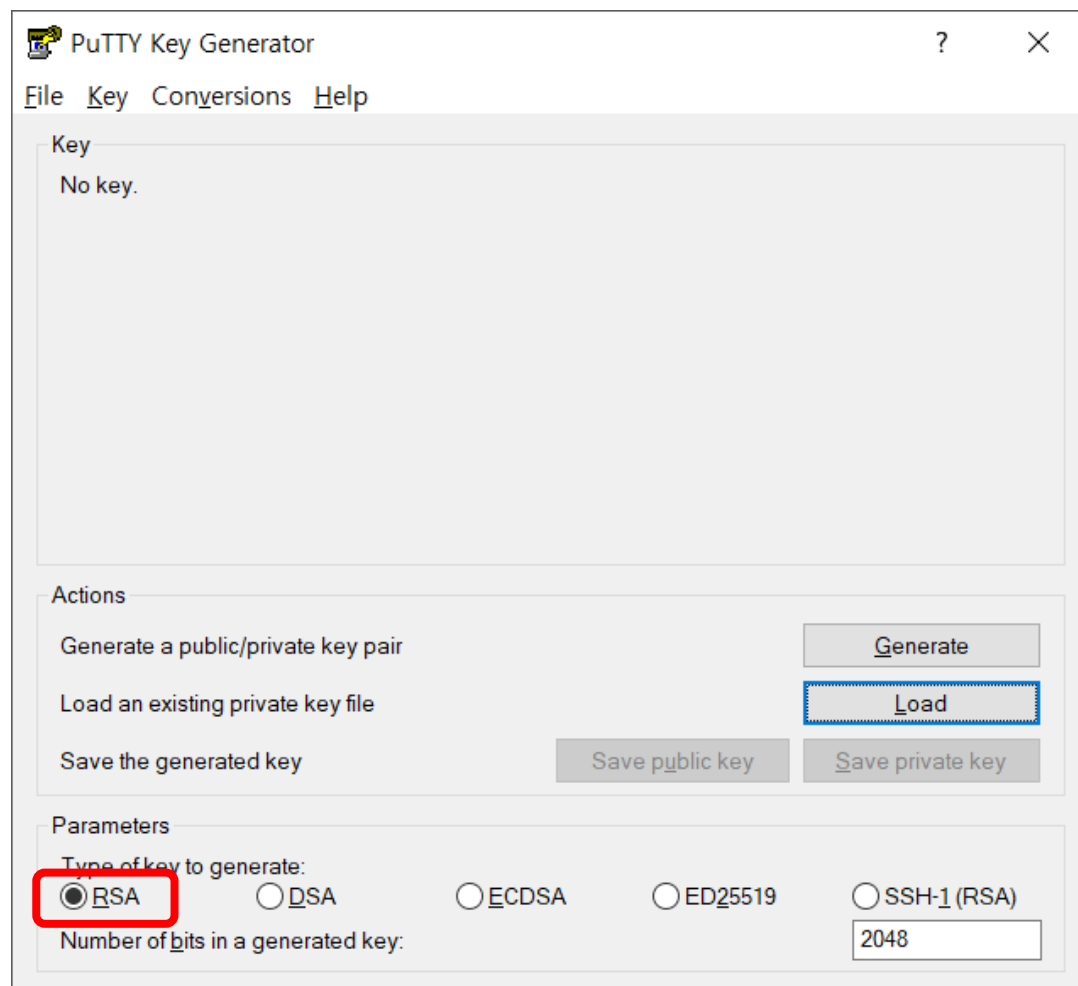 PuTTY Key Generator ?
File Key Conversions Help
Key
No key.
Actions
Generate a public/private key pair Generate
Load an existing private key file Load
Save the generated key Save public key Save private key
Parameters
Type of key to generate:
RSA DSA ECDSA ED25519 SSH-1 (RSA)
Number of bits in a generated key: 2048